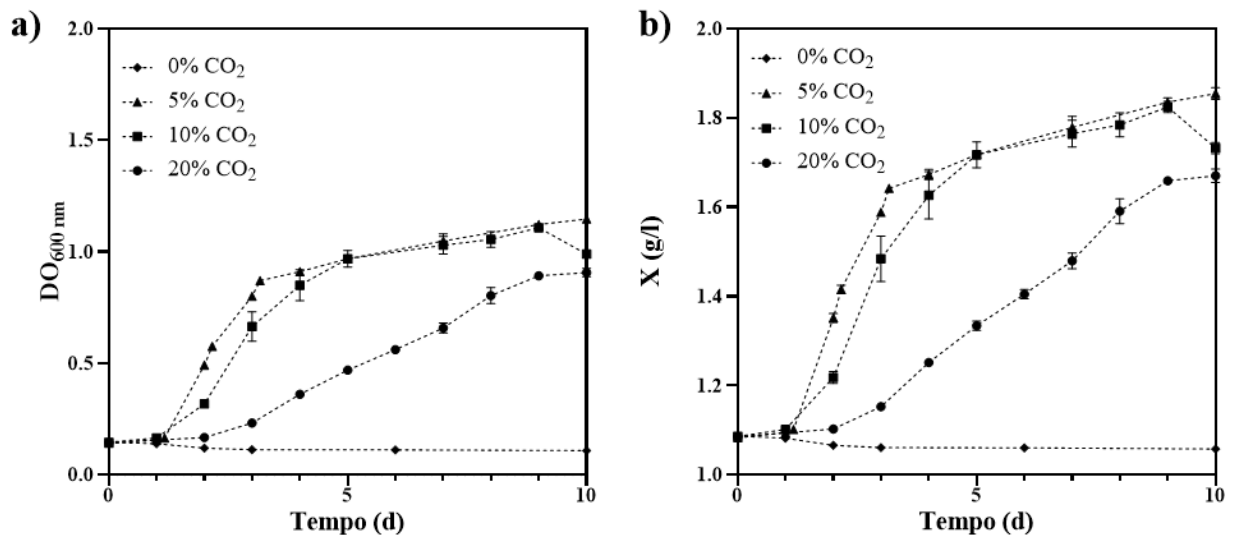 a)
2.0
1.5
1.0
0.5
0.0
DO600 nm
0% CO2
5% CO2
10% CO2
20% CO2
0
5
10
Tempo (d)
b)
2.0
1.8
1.6
1.4
1.2
1.0
X (g/l)
0% CO2
5% CO2
10% CO2
20% CO2
0
5
10
Tempo (d)